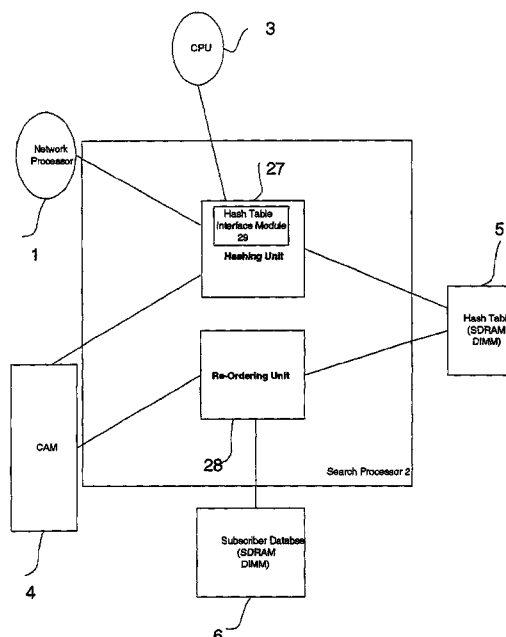 3
CPU
Network
Processor
1
27
Hash Table
Interface Module
29
Hashing Unit
5
Hash Tabl
(SDRAM
DIMM)
Re-Ordering Unit
CAM
28
Search Processor 2
4
Subscriber Databse
(SDRAM
DIMM)
6